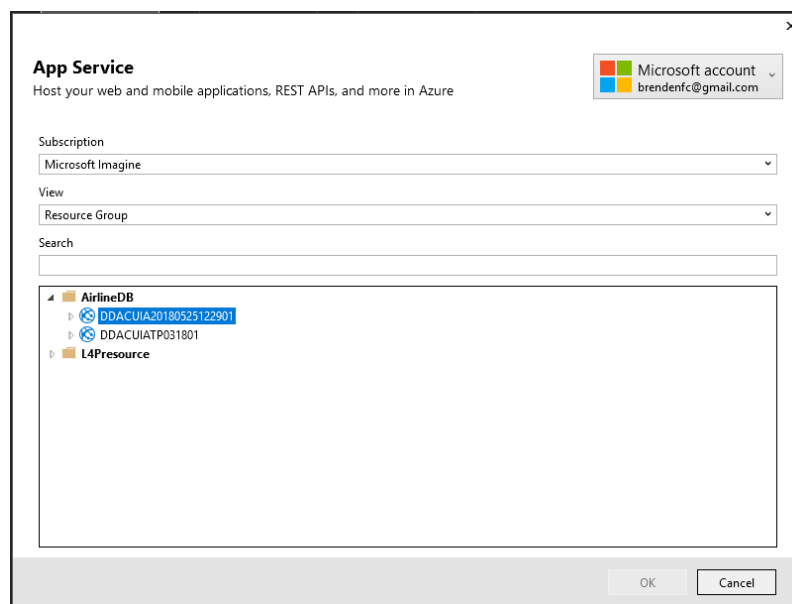 App Service
Host your web and mobile applications, REST APIs, and more in Azure
Microsoft account
brendenfc@gmail.com
Subscription
Microsoft Imagine
View
Resource Group
Search
AirlineDB
DDACUIA20180525122901
DDACUIATP031801
L4Presource
OK
Cancel